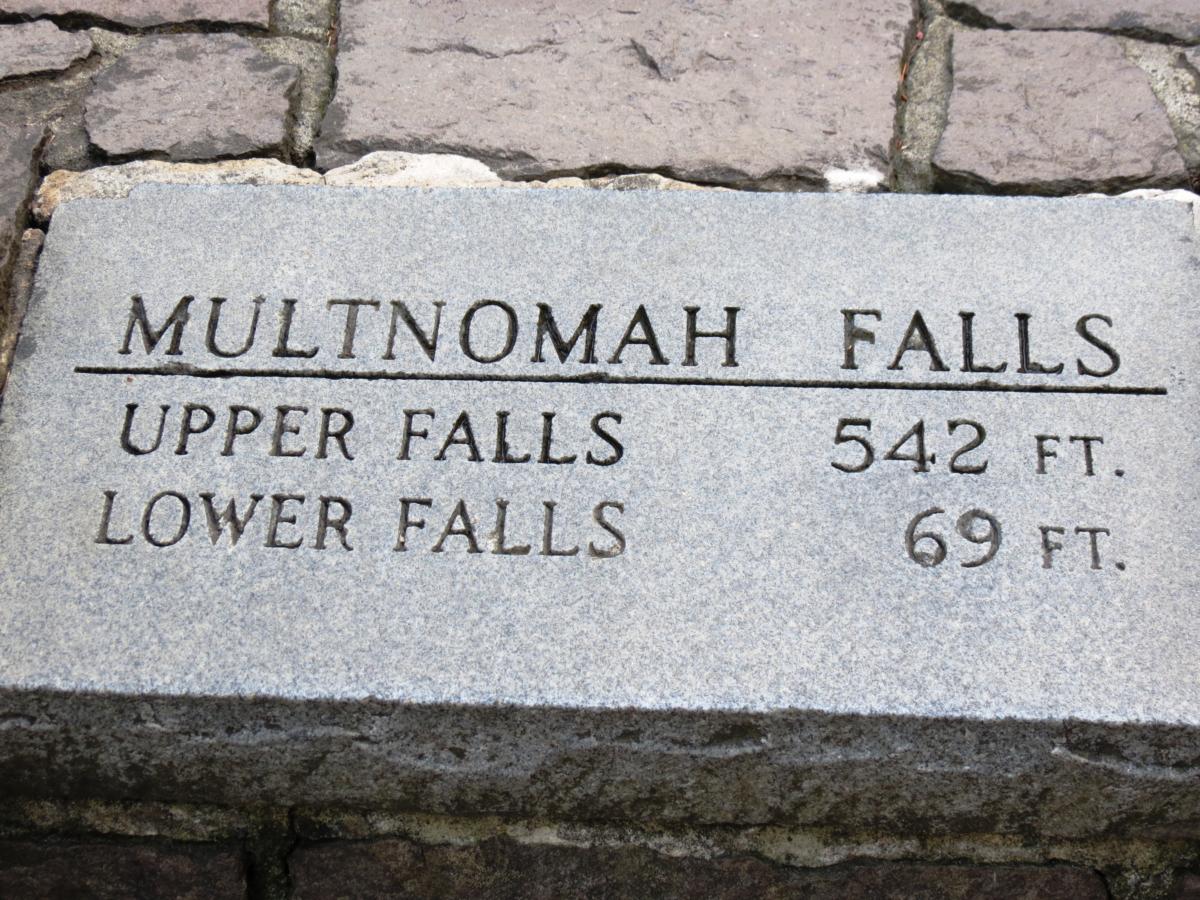 MULTNOMAH FALLS
UPPER FALLS 542 FT.
LOWER FALLS 69 FT.